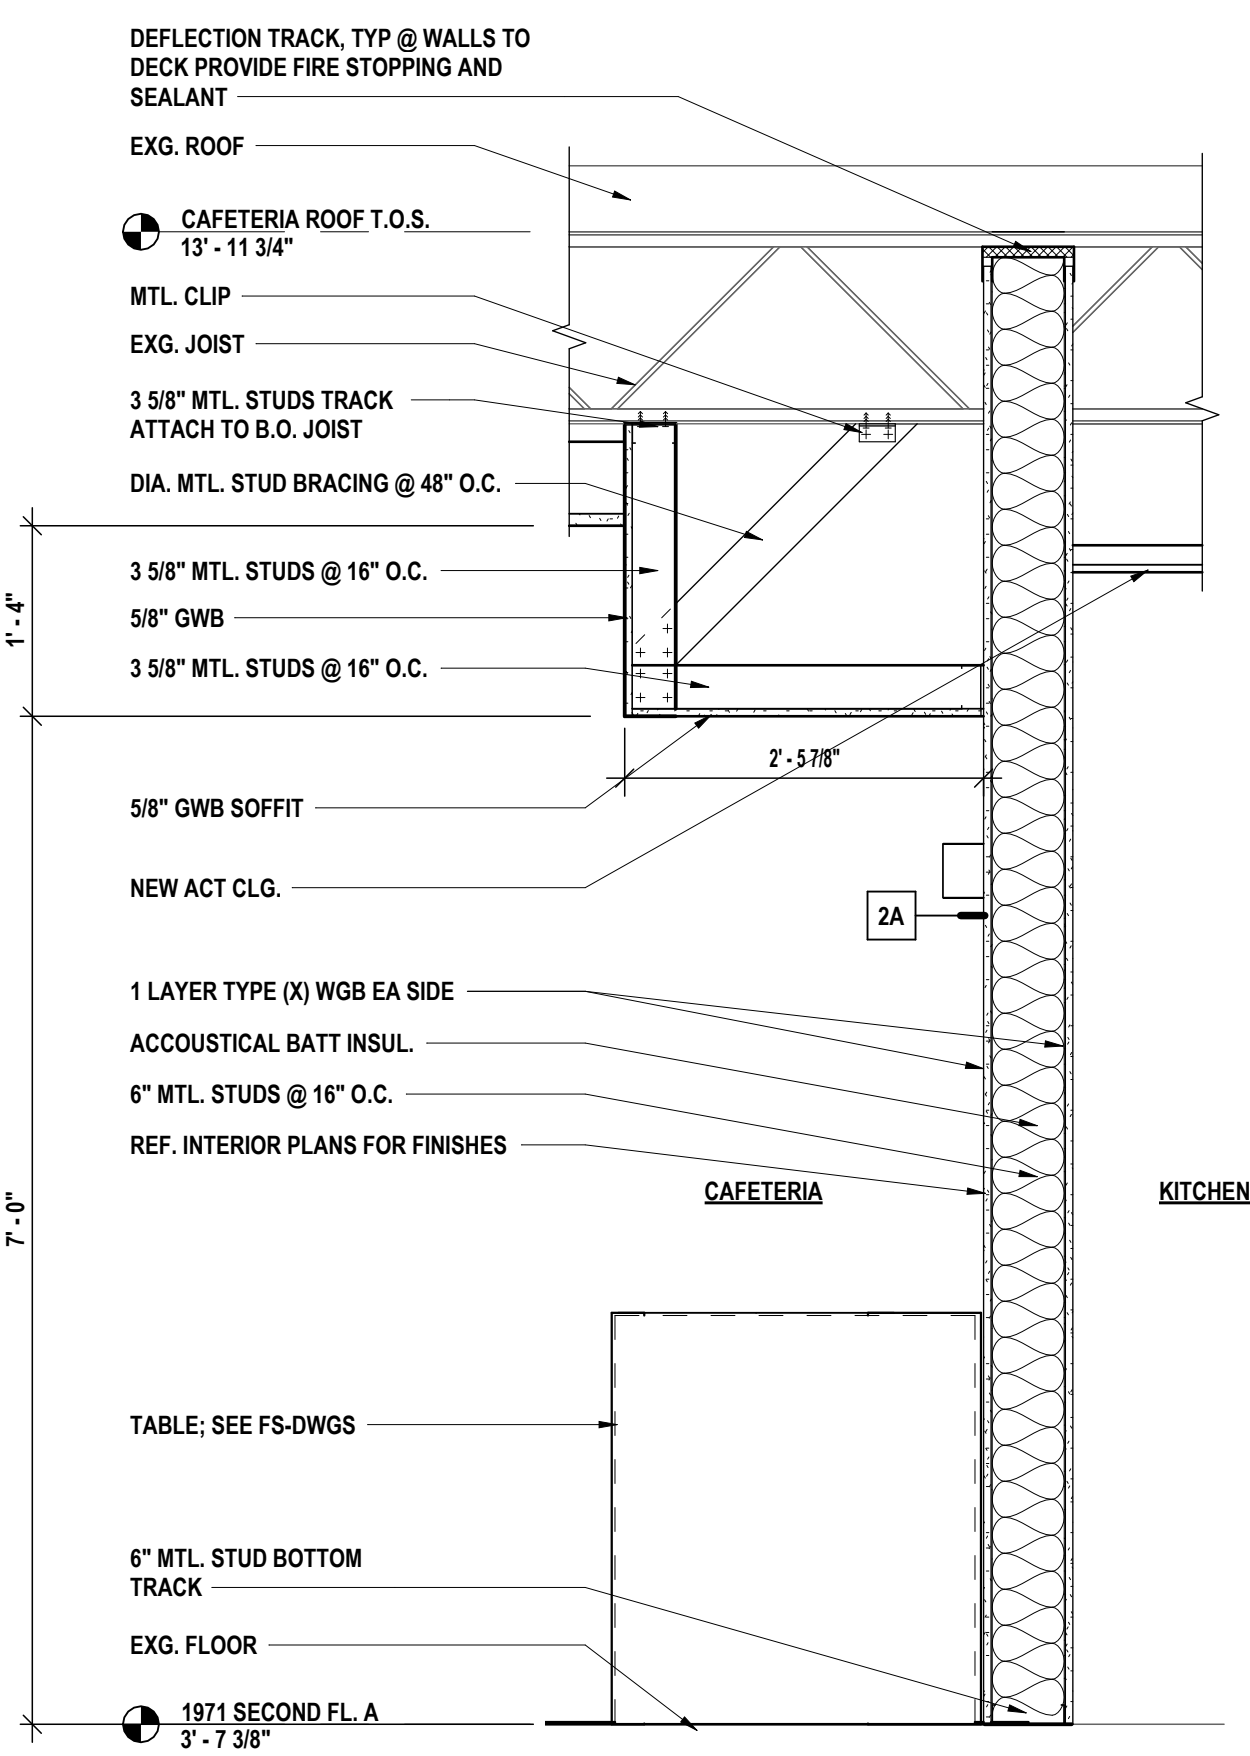 DEFLECTION TRACK, TYP @ WALLS TO
DECK PROVIDE FIRE STOPPING AND
SEALANT
EXG. ROOF
CAFETERIA ROOF T.O.S.
13' - 11 3/4"
MTL. CLIP
EXG. JOIST
3 5/8" MTL. STUDS TRACK
ATTACH TO B.O. JOIST
DIA. MTL. STUD BRACING @ 48" O.C.
3 5/8" MTL. STUDS @ 16" O.C.
1' - 4"
5/8" GWB
3 5/8" MTL. STUDS @ 16" O.C.
2' - 5 7/8"
5/8" GWB SOFFIT
NEW ACT CLG.
2A
1 LAYER TYPE (X) WGB EA SIDE
ACCOUSTICAL BATT INSUL.
6" MTL. STUDS @ 16" O.C.
REF. INTERIOR PLANS FOR FINISHES
CAFETERIA
KITCHEN
7' - 0"
TABLE; SEE FS-DWGS
6" MTL. STUD BOTTOM
TRACK
EXG. FLOOR
1971 SECOND FL. A
3' - 7 3/8"